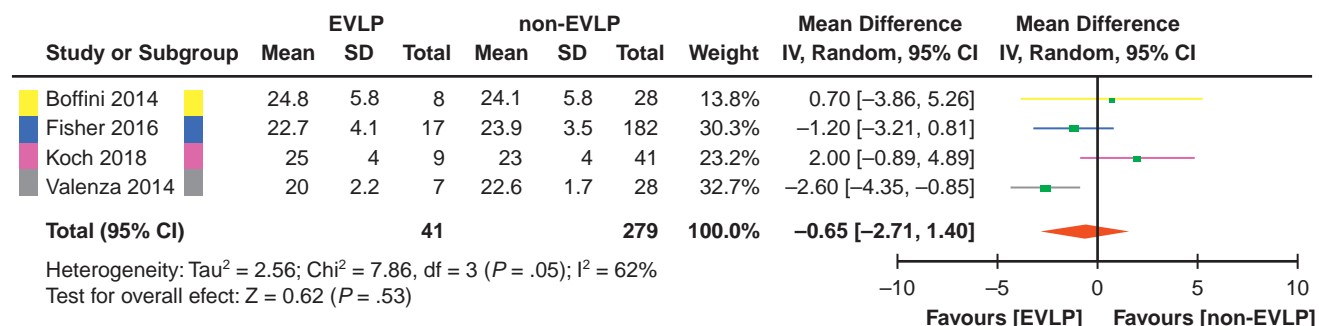 EVLP non-EVLP Mean Difference Mean Difference
Study or Subgroup Mean SD Total Mean SD Total Weight IV, Random, 95% CI IV, Random, 95% CI
Boffini 2014 24.8 5.8 8 24.1 5.8 28 13.8% 0.70 [−3.86, 5.26]
Fisher 2016 22.7 4.1 17 23.9 3.5 182 30.3% −1.20 [−3.21, 0.81]
Koch 2018 25 4 9 23 4 41 23.2% 2.00 [−0.89, 4.89]
Valenza 2014 20 2.2 7 22.6 1.7 28 32.7% −2.60 [−4.35, −0.85]
Total (95% CI) 41 279 100.0% −0.65 [−2.71, 1.40]
Heterogeneity: Tau² = 2.56; Chi² = 7.86, df = 3 (P = .05); I² = 62%
Test for overall efect: Z = 0.62 (P = .53)
−10 −5 0 5 10
Favours [EVLP] Favours [non-EVLP]